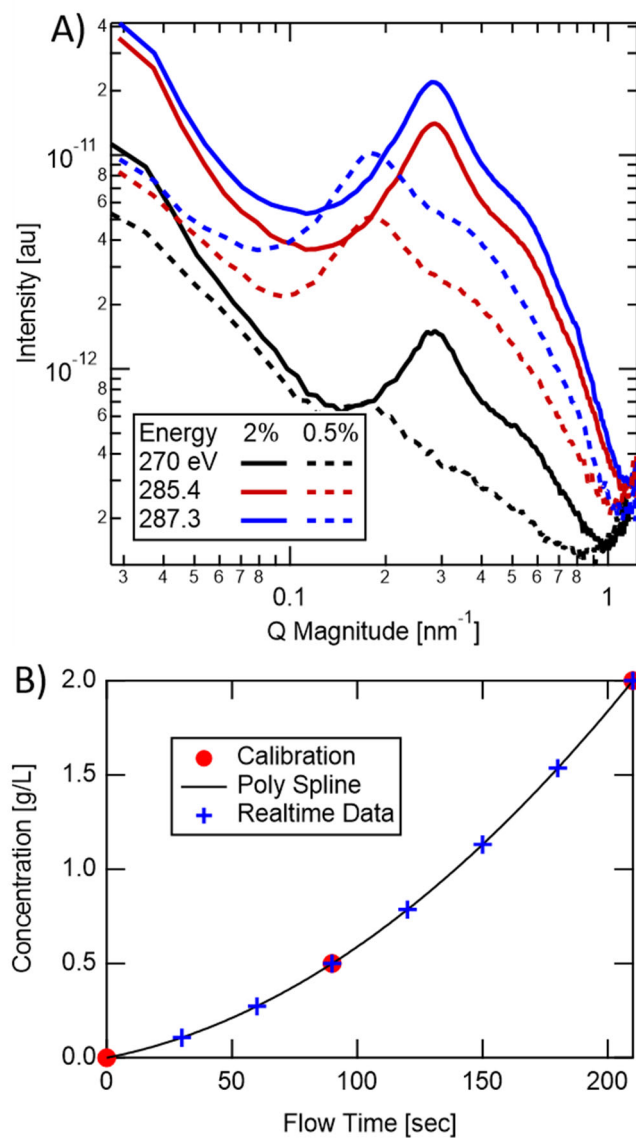 A)
4
2
10⁻¹¹
8
6
4
2
10⁻¹²
8
6
4
2
Intensity [au]
Energy 2% 0.5%
270 eV
285.4
287.3
3 4 5 6 7 8 2 3 4 5 6 7 8
0.1 1
Q Magnitude [nm⁻¹]
B)
2.0
1.5
1.0
0.5
0.0
Concentration [g/L]
Calibration
Poly Spline
Realtime Data
0 50 100 150 200
Flow Time [sec]